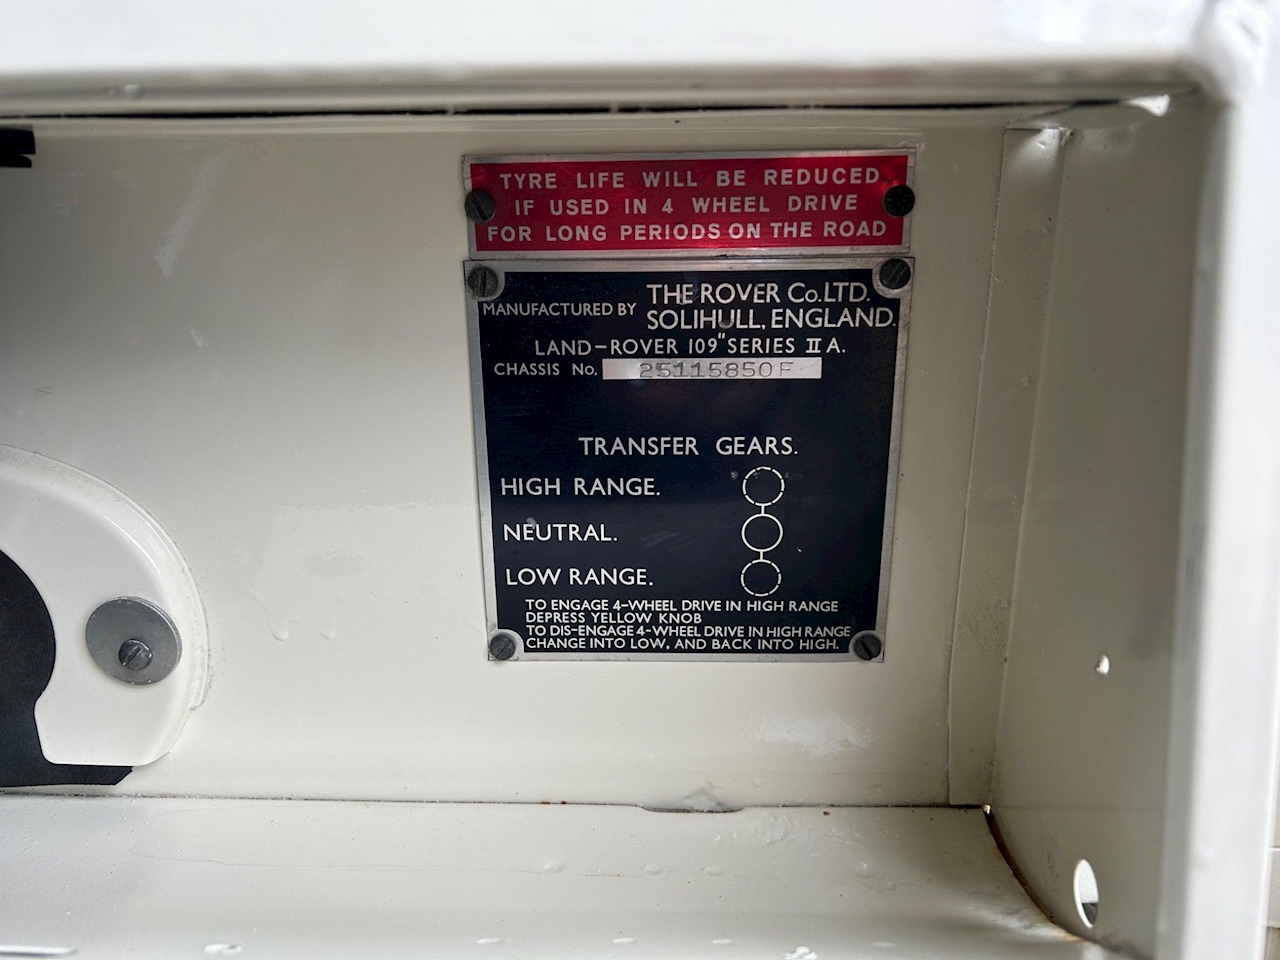 TYRE LIFE WILL BE REDUCED
IF USED IN 4 WHEEL DRIVE
FOR LONG PERIODS ON THE ROAD
MANUFACTURED BY THE ROVER Co.LTD.
SOLIHULL, ENGLAND.
LAND-ROVER 109" SERIES II A.
CHASSIS No. 25115850F
TRANSFER GEARS.
HIGH RANGE.
NEUTRAL.
LOW RANGE.
TO ENGAGE 4-WHEEL DRIVE IN HIGH RANGE
DEPRESS YELLOW KNOB
TO DIS-ENGAGE 4-WHEEL DRIVE IN HIGH RANGE
CHANGE INTO LOW, AND BACK INTO HIGH.